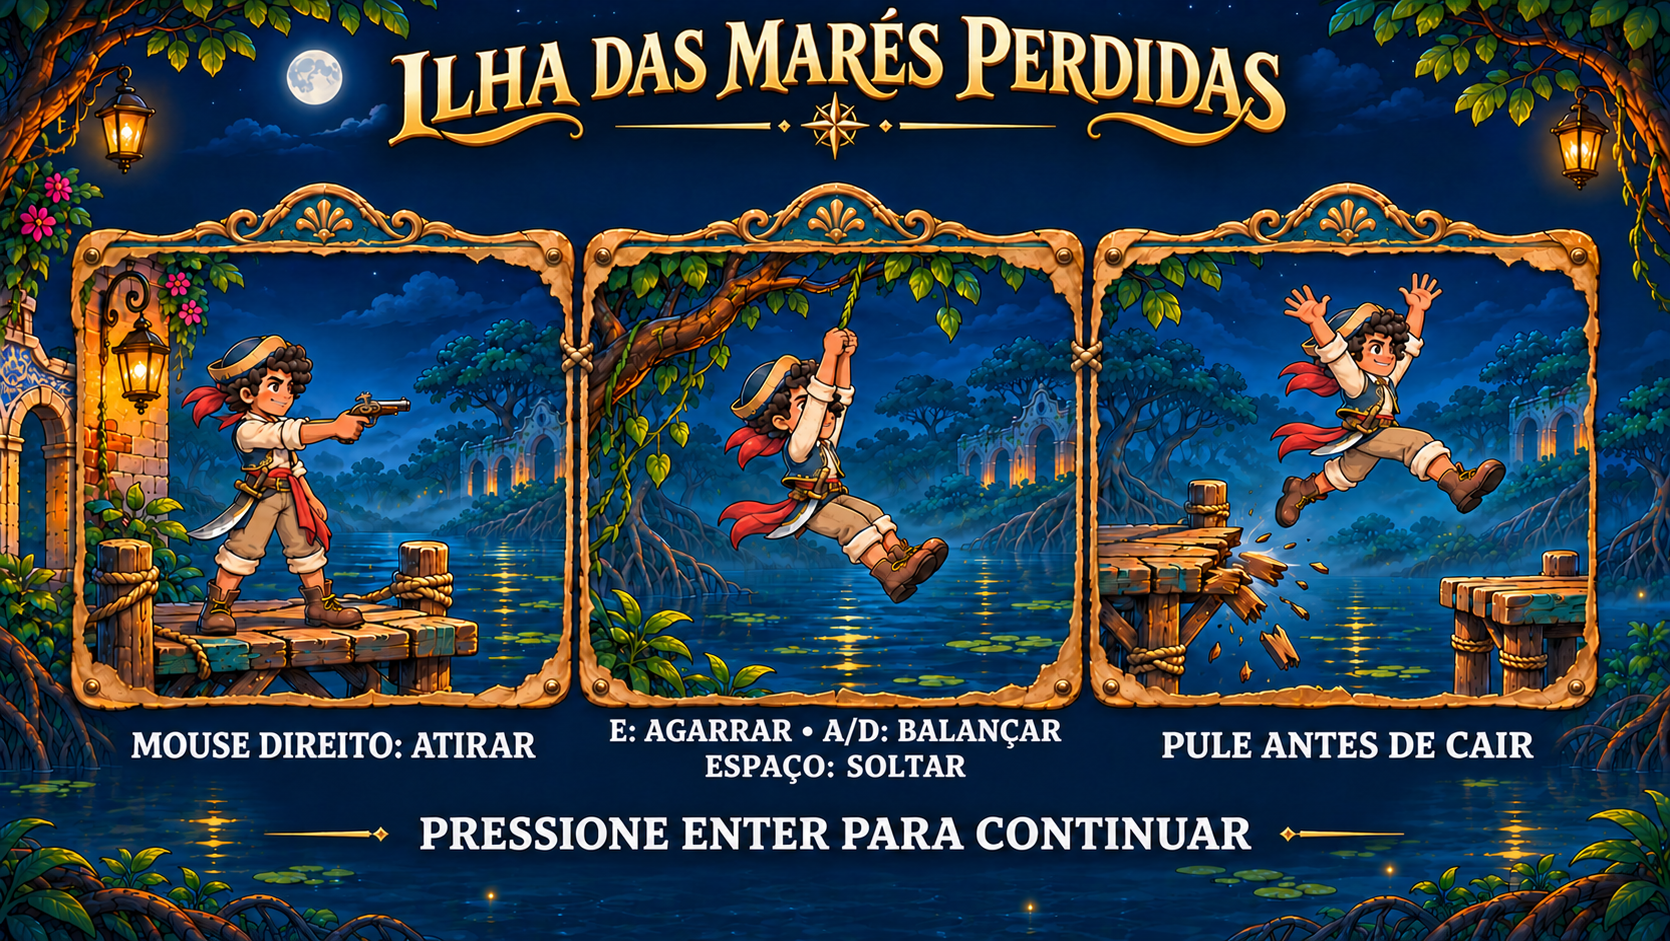 ILHA DAS MARÉS PERDIDAS
MOUSE DIREITO: ATIRAR
E: AGARRAR • A/D: BALANÇAR
ESPAÇO: SOLTAR
PULE ANTES DE CAIR
PRESSIONE ENTER PARA CONTINUAR